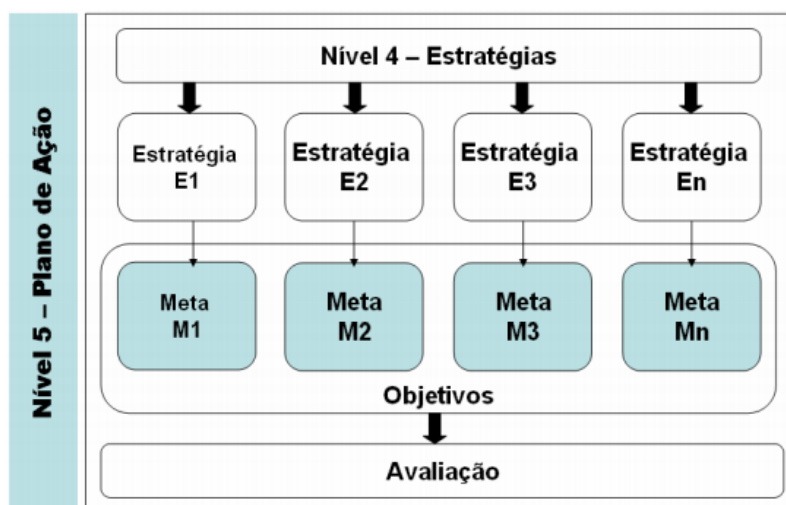 Nível 5 – Plano de Ação
Nível 4 – Estratégias
Estratégia
E1
Estratégia
E2
Estratégia
E3
Estratégia
En
Meta
M1
Meta
M2
Meta
M3
Meta
Mn
Objetivos
Avaliação